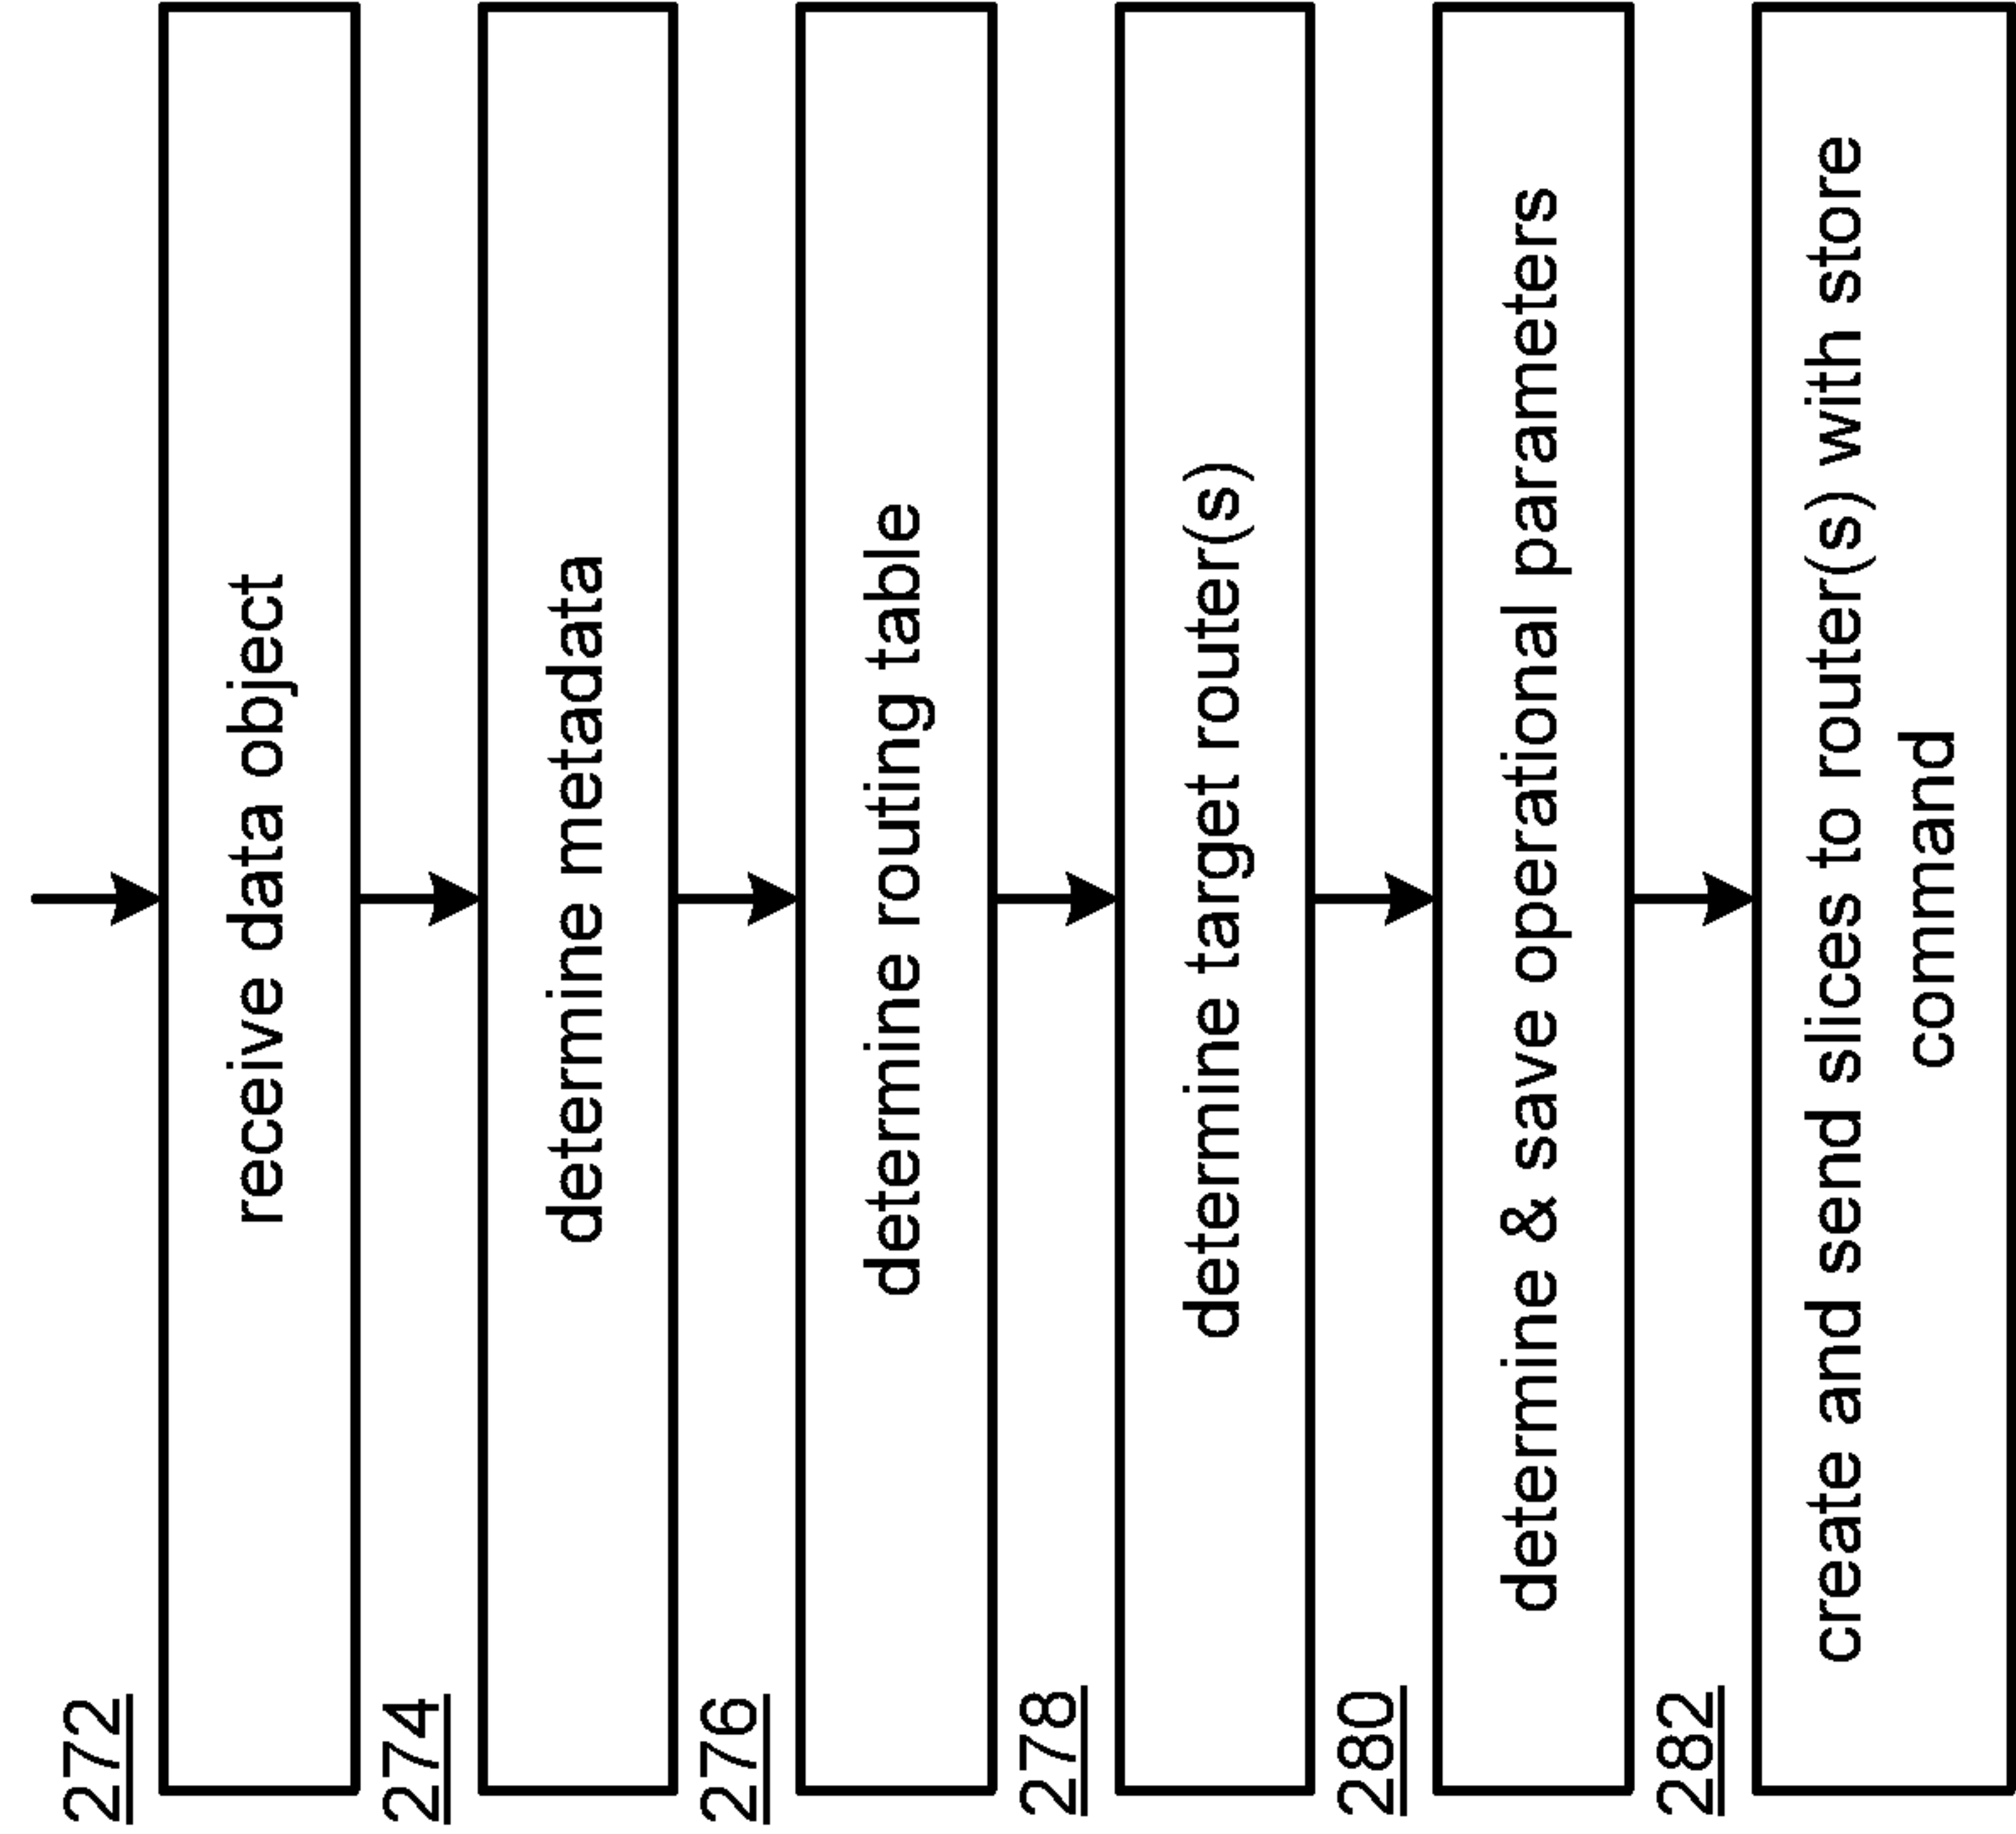 272
receive data object
274
determine metadata
276
determine routing table
278
determine target router(s)
280
determine & save operational parameters
282
create and send slices to router(s) with store
command